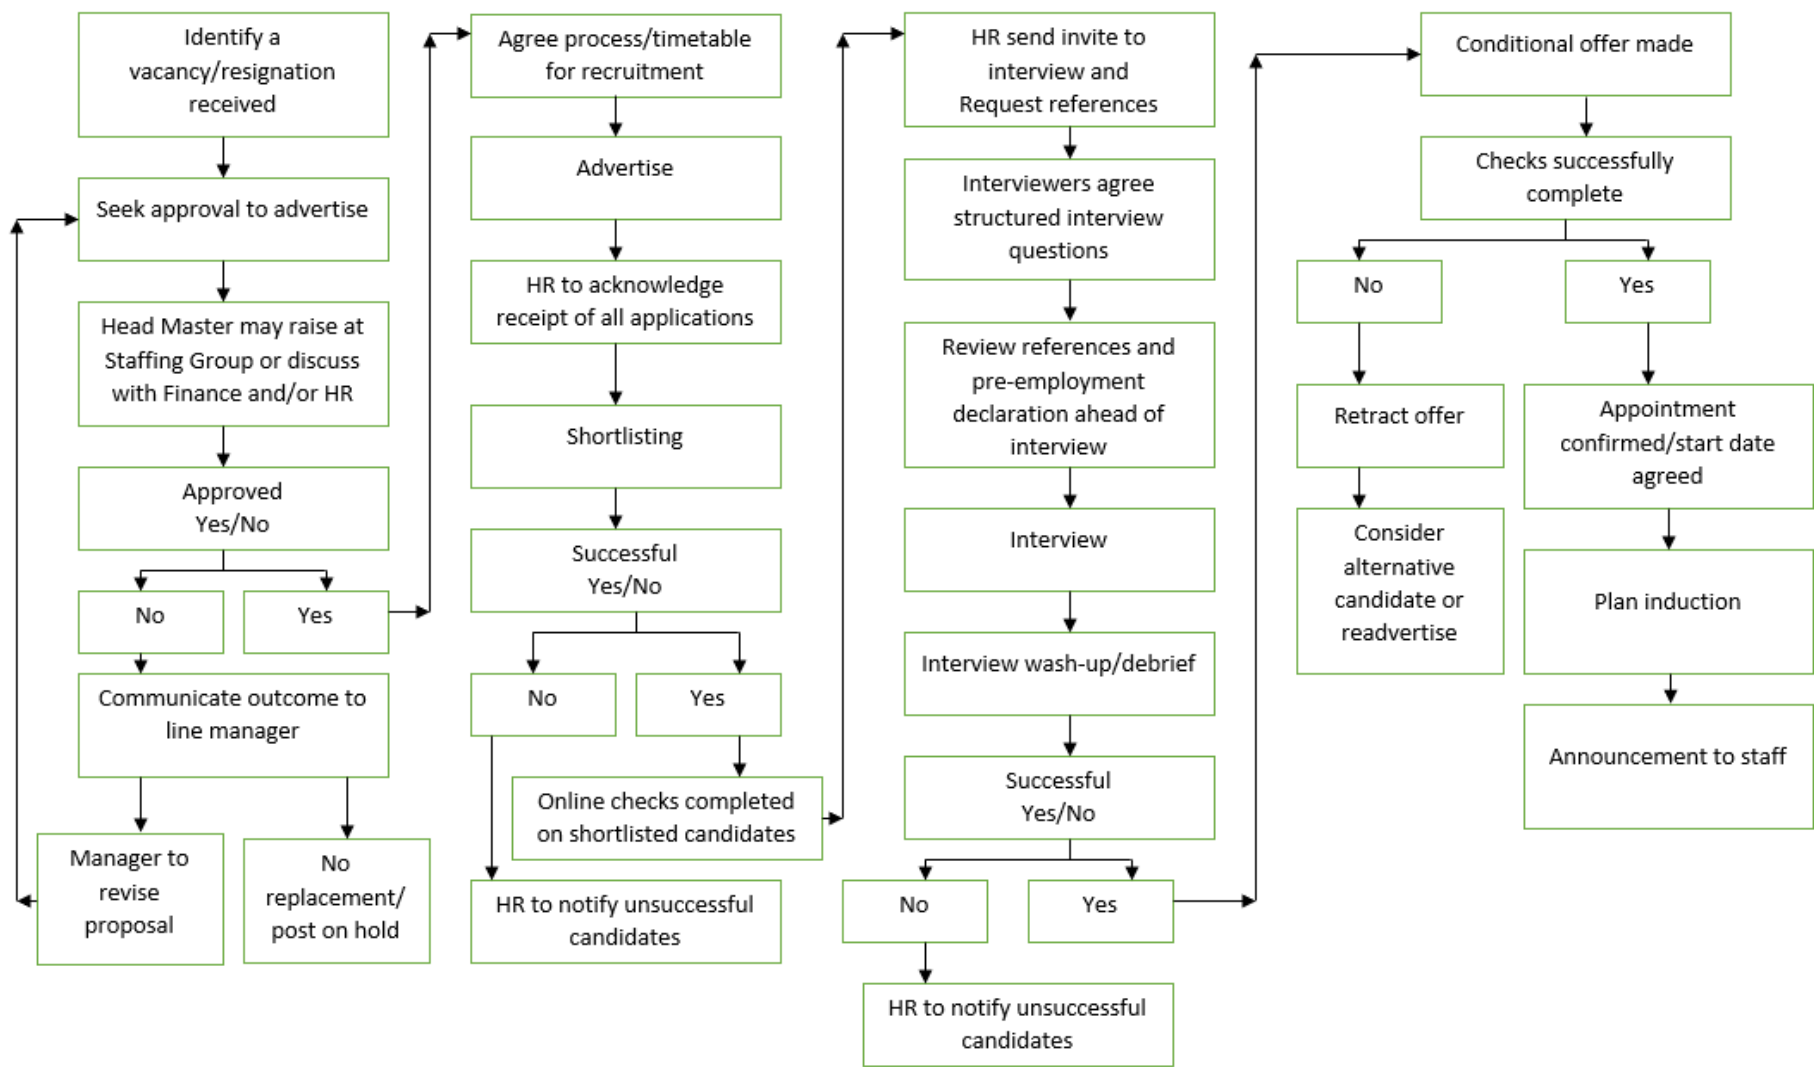 Identify a
vacancy/resignation
received
Seek approval to advertise
Head Master may raise at
Staffing Group or discuss
with Finance and/or HR
Approved
Yes/No
No
Yes
Communicate outcome to
line manager
Manager to
revise
proposal
No
replacement/
post on hold
Agree process/timetable
for recruitment
Advertise
HR to acknowledge
receipt of all applications
Shortlisting
Successful
Yes/No
No
Yes
Online checks completed
on shortlisted candidates
HR to notify unsuccessful
candidates
HR send invite to
interview and
Request references
Interviewers agree
structured interview
questions
Review references and
pre-employment
declaration ahead of
interview
Interview
Interview wash-up/debrief
Successful
Yes/No
No
Yes
HR to notify unsuccessful
candidates
Conditional offer made
Checks successfully
complete
No
Yes
Retract offer
Consider
alternative
candidate or
readvertise
Appointment
confirmed/start date
agreed
Plan induction
Announcement to staff